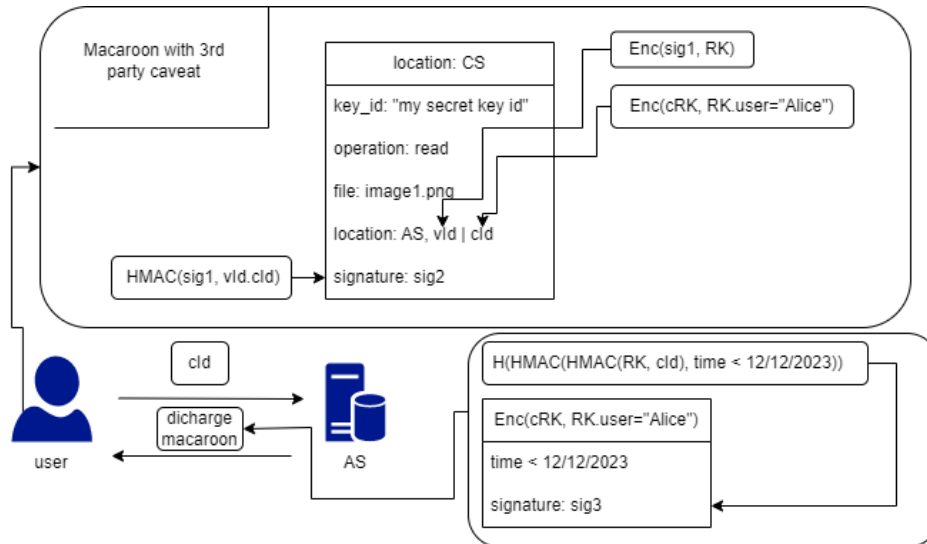 Macaroon with 3rd
party caveat
location: CS
key_id: "my secret key id"
operation: read
file: image1.png
location: AS, vId | cId
signature: sig2
Enc(sig1, RK)
Enc(cRK, RK.user="Alice")
HMAC(sig1, vId.cId)
user
cId
dicharge
macaroon
AS
H(HMAC(HMAC(RK, cId), time < 12/12/2023))
Enc(cRK, RK.user="Alice")
time < 12/12/2023
signature: sig3